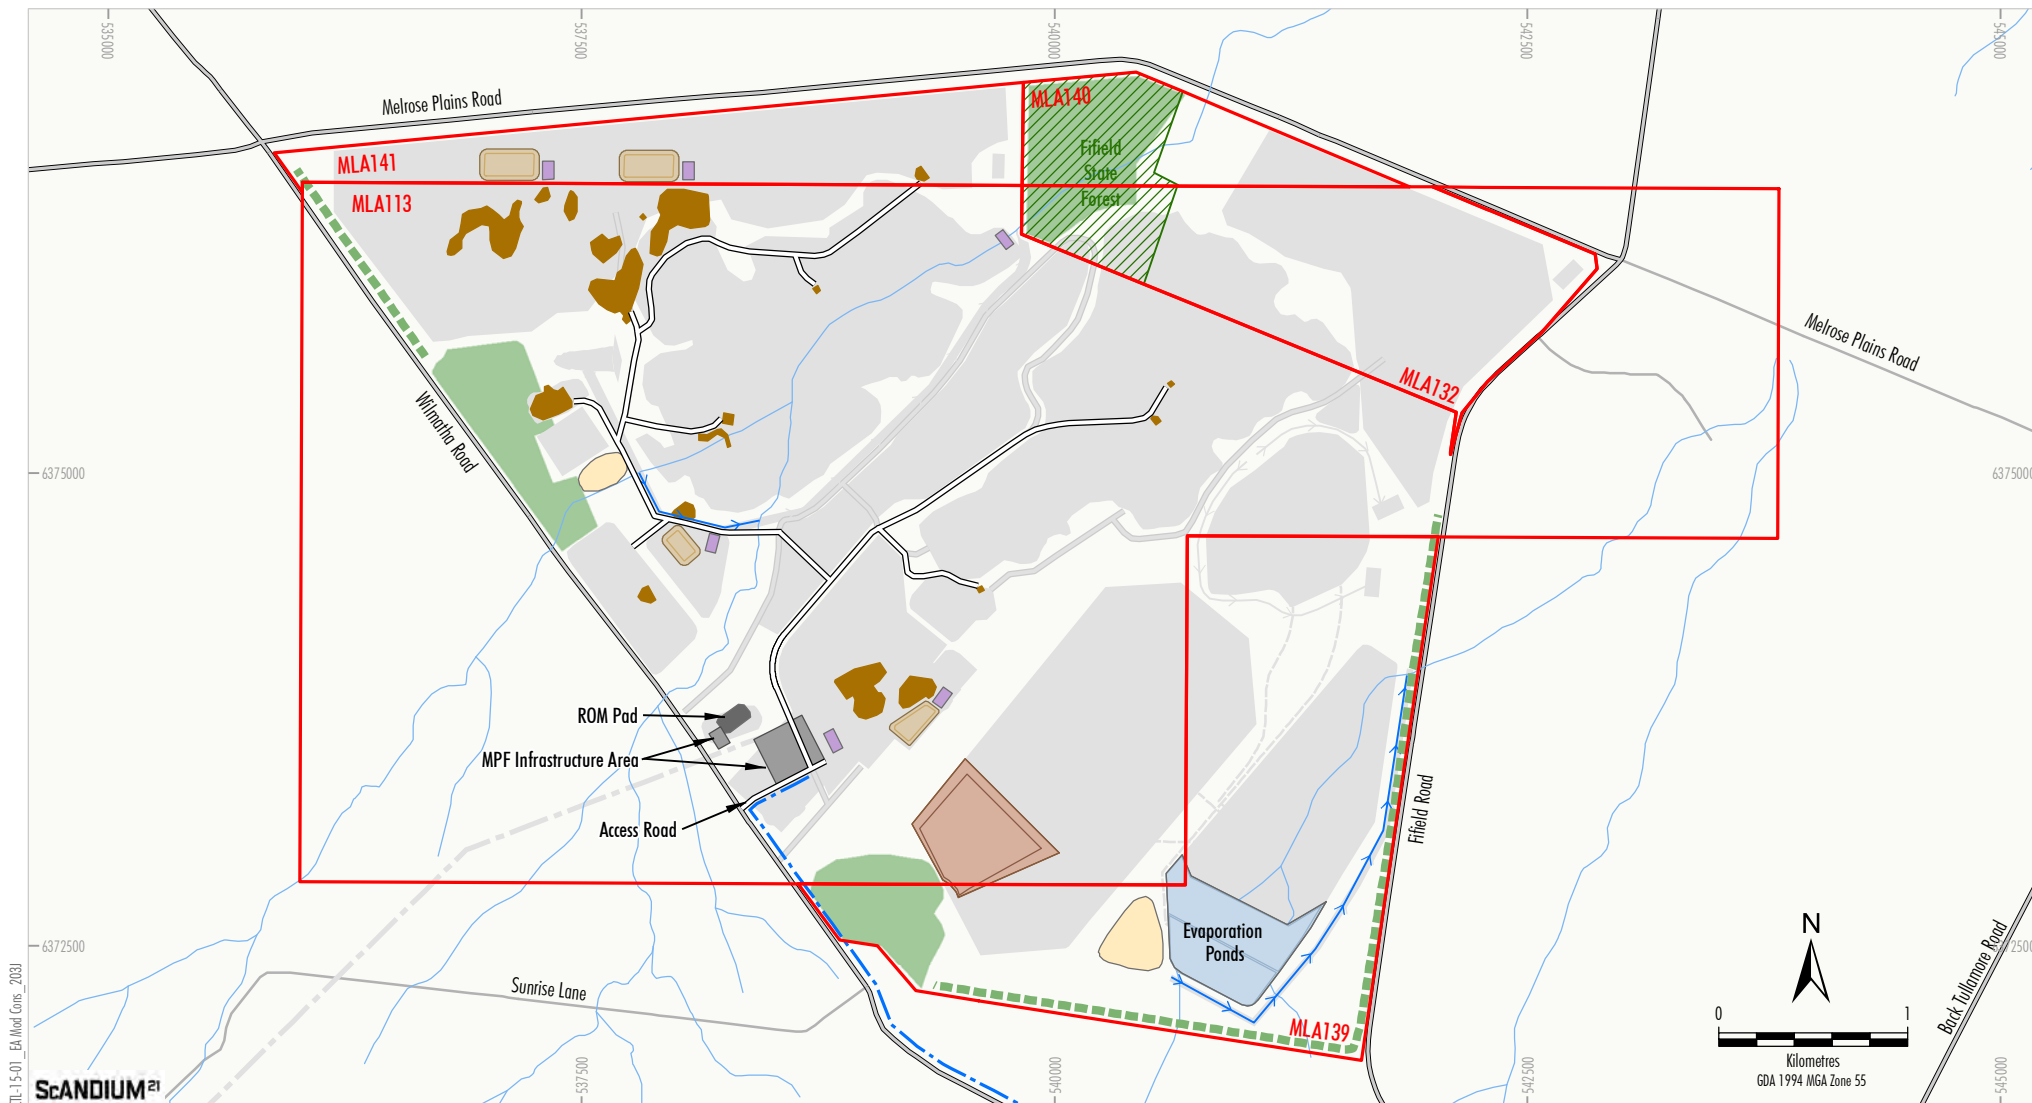 535000
537500
540000
542500
545000
Melrose Plains Road
MLA140
MLA141
Fifield
State
Forest
MLA113
Melrose Plains Road
MLA132
Wilmatha Road
6375000
6375000
ROM Pad
MPF Infrastructure Area
Access Road
Fifield Road
Evaporation
Ponds
N
6372500
Back Tullamore Road
Sunrise Lane
0
1
MLA139
Kilometres
GDA 1994 MGA Zone 55
537500
540000
542500
545000
SCANDIUM21